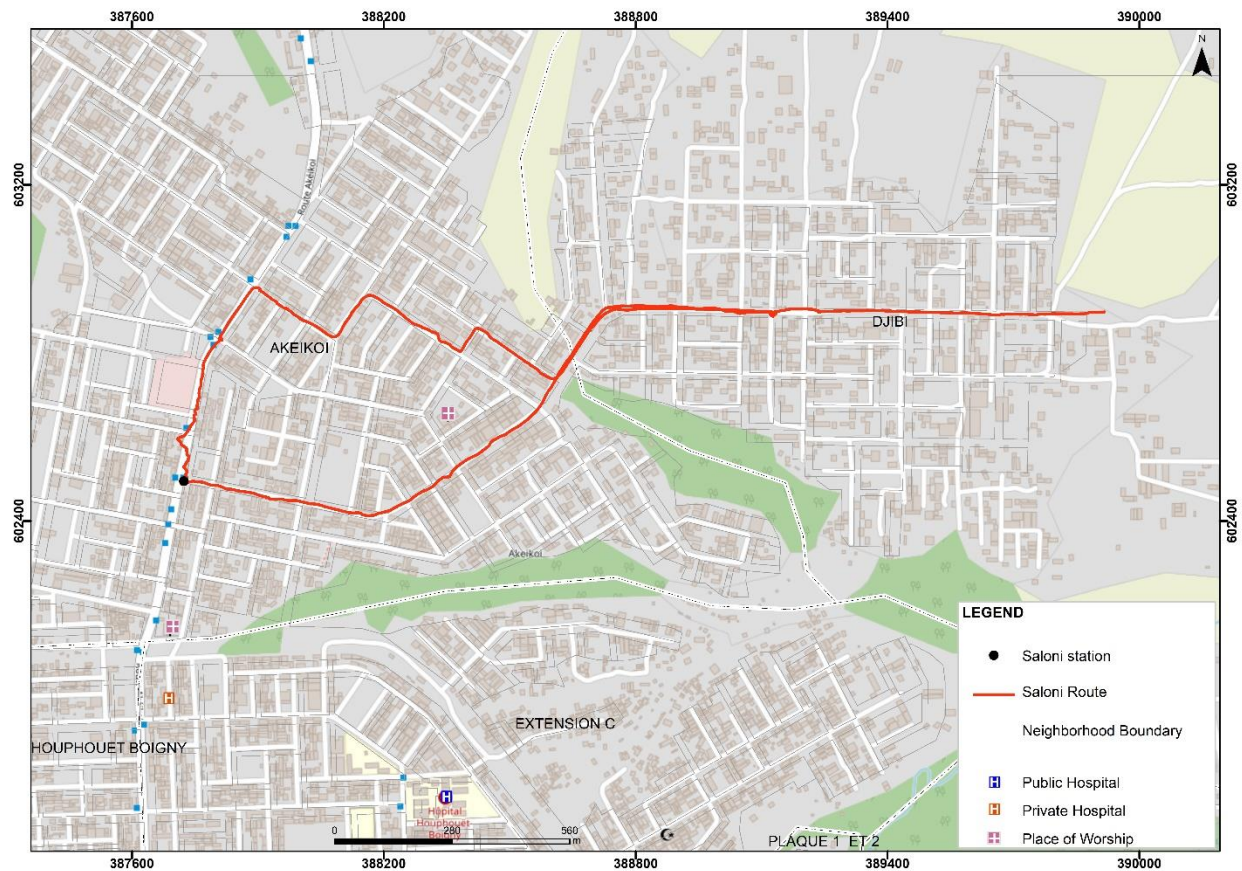 387600 388200 388800 389400 390000
N
603200 603200
Route Akeikoi
DJIBI
AKEIKOI
602400 602400
Akeikoi
LEGEND
Saloni station
Saloni Route
Neighborhood Boundary
H Public Hospital
H Private Hospital
Place of Worship
H
EXTENSION C
HOUPHOUET BOIGNY
H
Hôpital
Houphouët
Boigny
0 280 560
m
PLAQUE 1 ET 2
387600 388200 388800 389400 390000